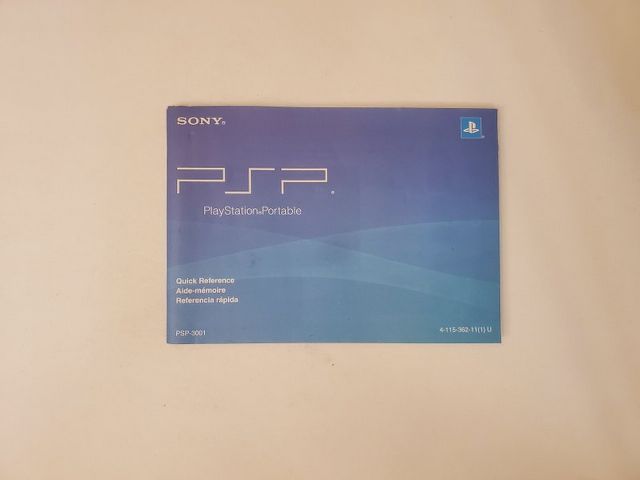 SONY®
PSP®
PlayStation®Portable
Quick Reference
Aide-mémoire
Referencia rápida
PSP-3001
4-115-362-11(1) U